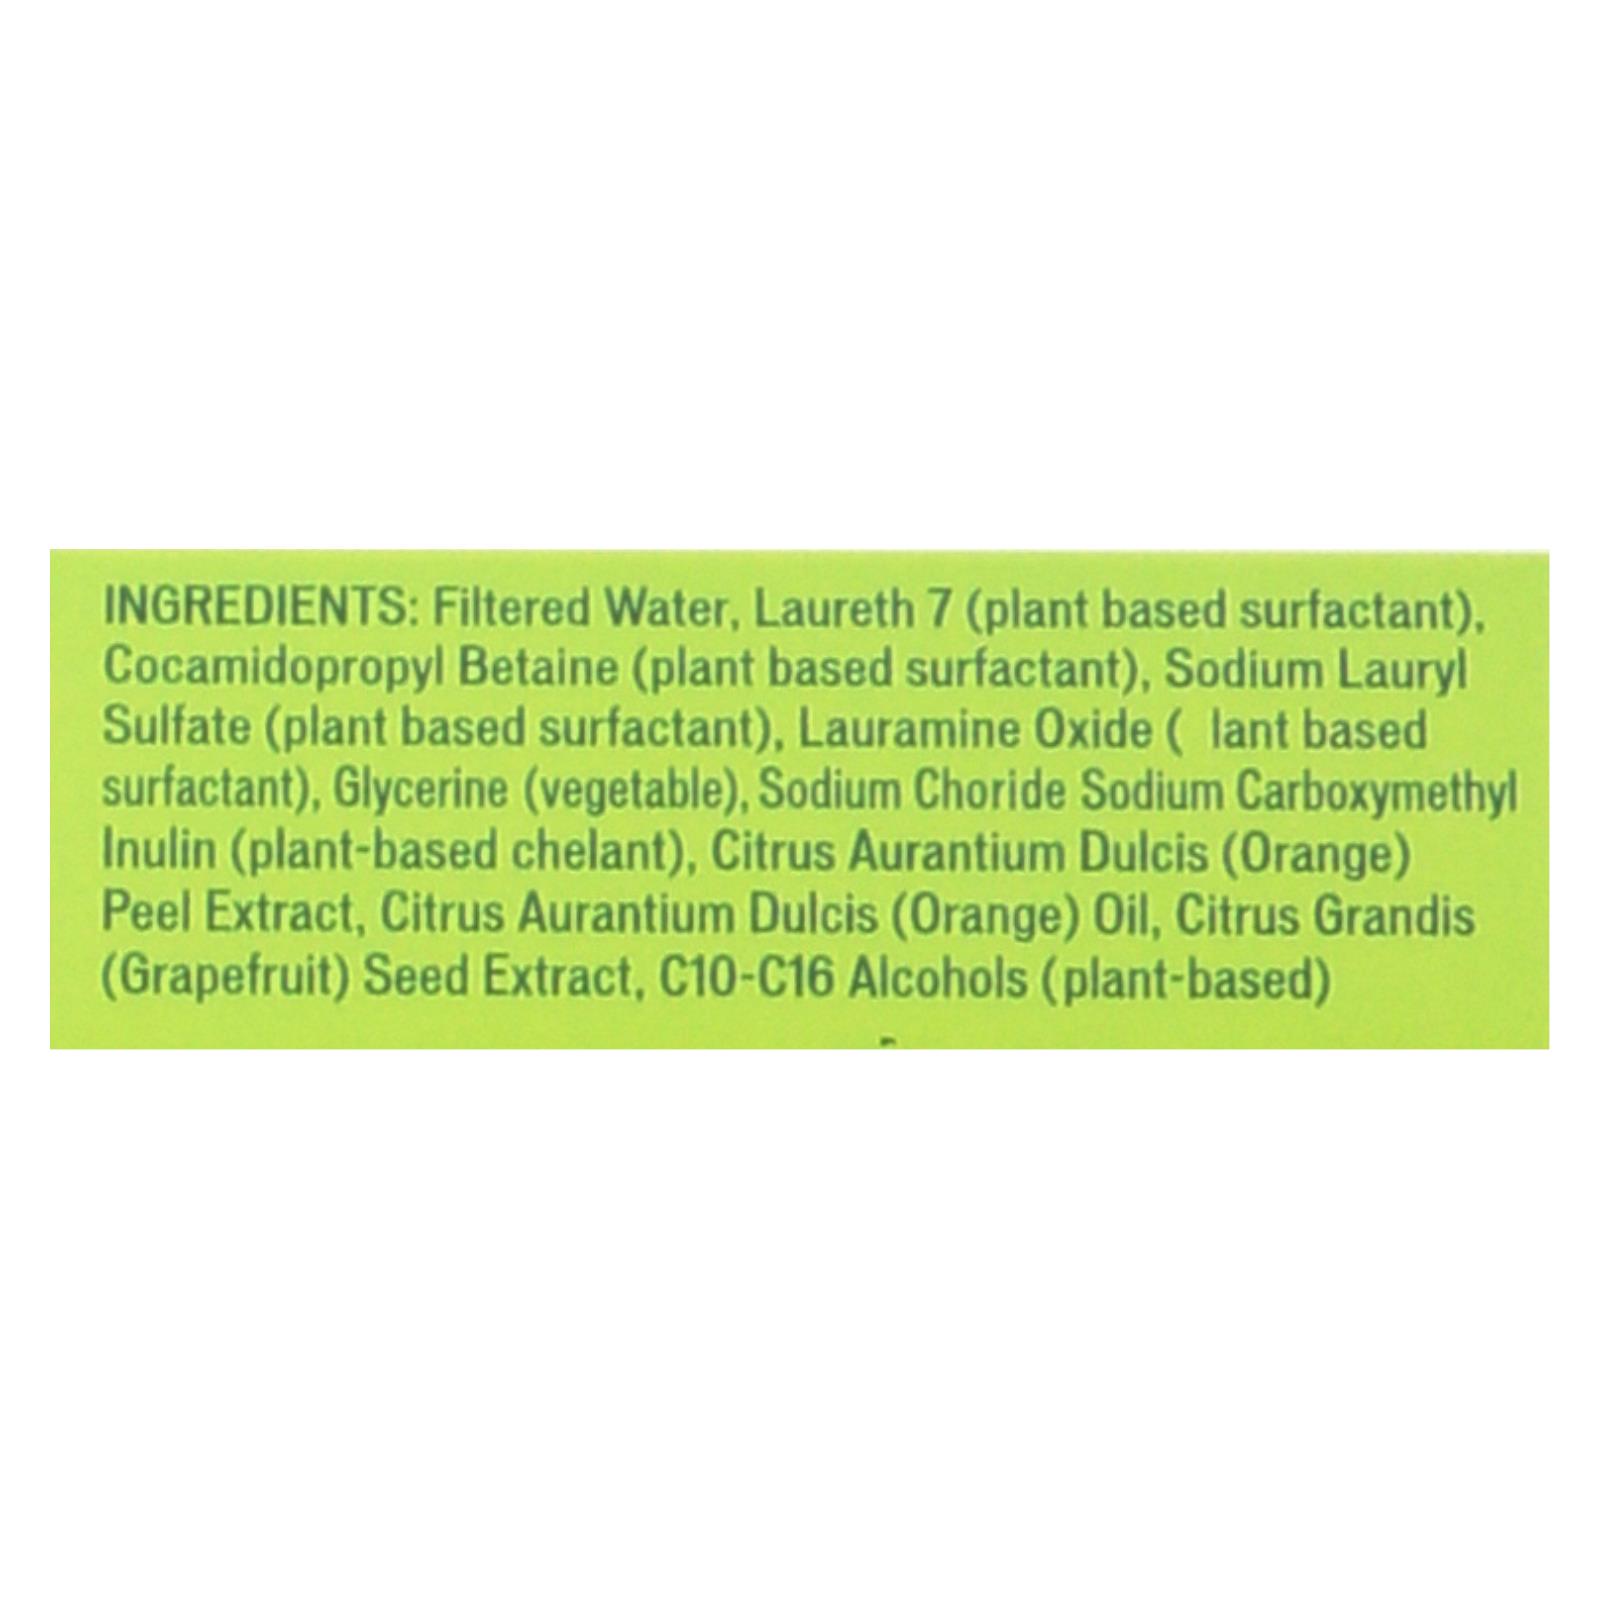 INGREDIENTS: Filtered Water, Laureth 7 (plant based surfactant),
Cocamidopropyl Betaine (plant based surfactant), Sodium Lauryl
Sulfate (plant based surfactant), Lauramine Oxide ( lant based
surfactant), Glycerine (vegetable), Sodium Choride Sodium Carboxymethyl
Inulin (plant-based chelant), Citrus Aurantium Dulcis (Orange)
Peel Extract, Citrus Aurantium Dulcis (Orange) Oil, Citrus Grandis
(Grapefruit) Seed Extract, C10-C16 Alcohols (plant-based)